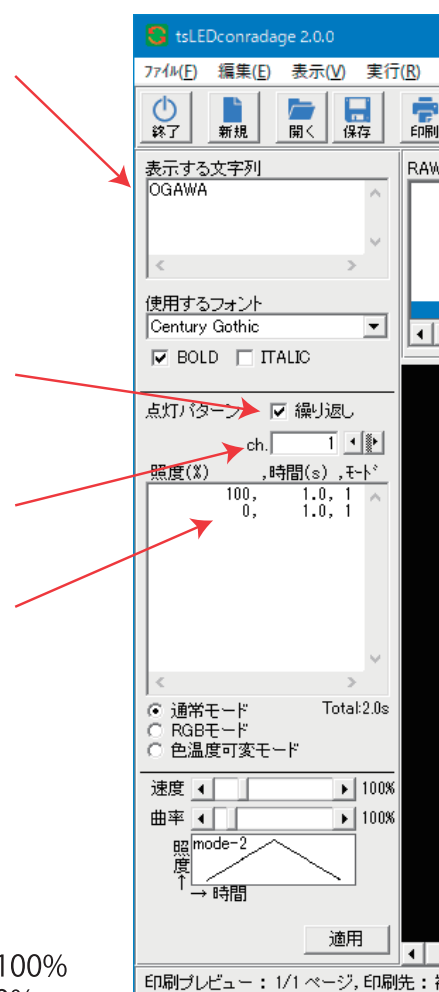 tsLEDconradage 2.0.0
ファイル(F) 編集(E) 表示(V) 実行(R)
終了 新規 開く 保存 印刷
表示する文字列
RAW
OGAWA
使用するフォント
Century Gothic
BOLD ITALIC
点灯パターン 繰り返し
ch. 1
照度(%) ,時間(s) ,モード
100, 1.0, 1
0, 1.0, 1
通常モード Total:2.0s
RGBモード
色温度可変モード
速度 100%
曲率 100%
mode-2
照度
↑
→ 時間
適用
100%
印刷プレビュー : 1/1 ページ, 印刷先 :